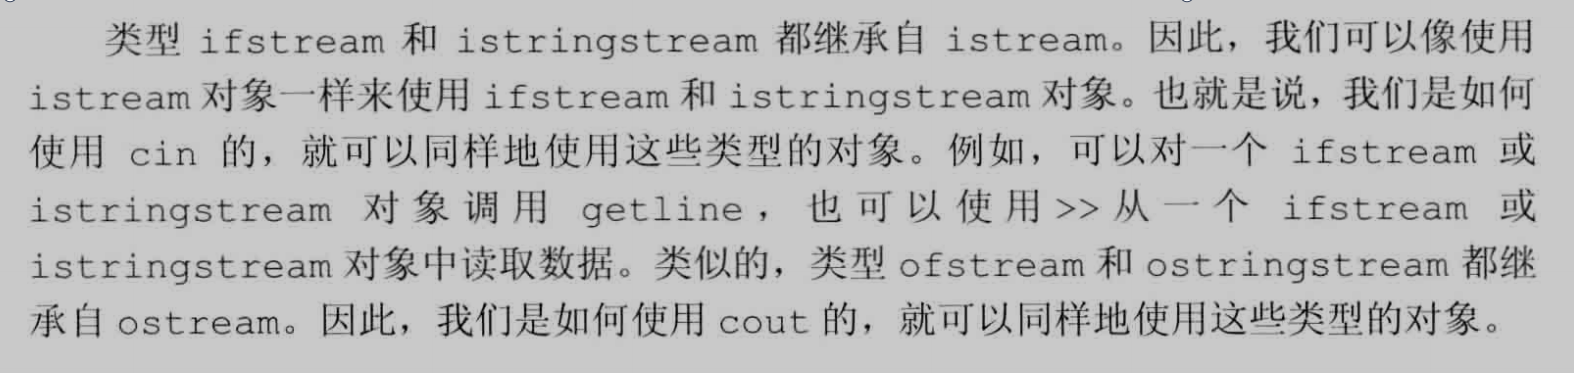 类型 ifstream 和 istringstream 都继承自 istream。因此，我们可以像使用
istream 对象一样来使用 ifstream 和 istringstream 对象。也就是说，我们是如何
使用 cin 的，就可以同样地使用这些类型的对象。例如，可以对一个 ifstream 或
istringstream 对象调用 getline，也可以使用>>从一个 ifstream 或
istringstream 对象中读取数据。类似的，类型 ofstream 和 ostringstream 都继
承自 ostream。因此，我们是如何使用 cout 的，就可以同样地使用这些类型的对象。